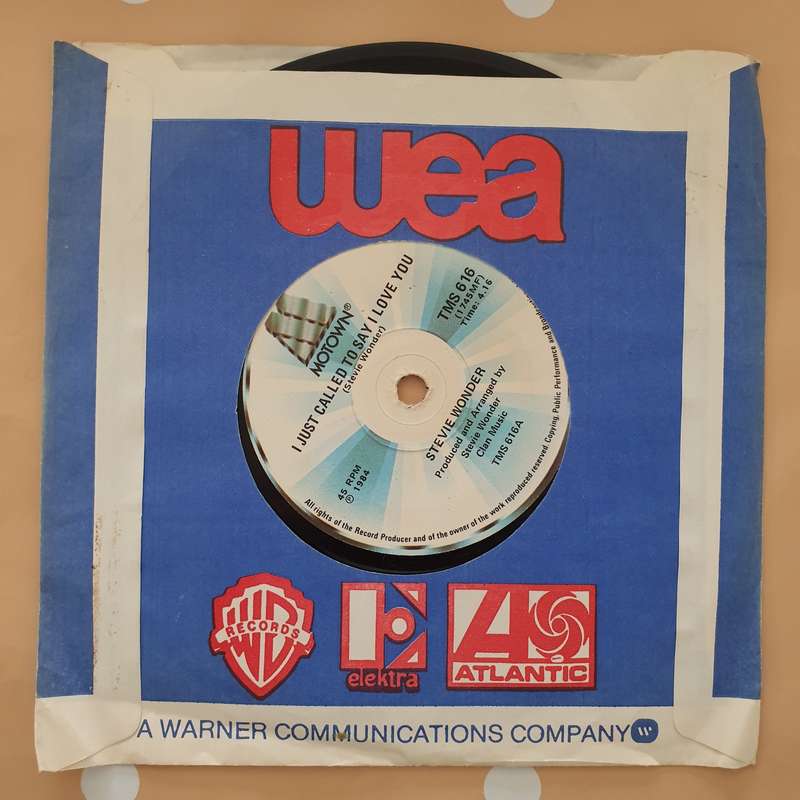 wea
MOTOWN®
I JUST CALLED TO SAY I LOVE YOU
(Stevie Wonder)
TMS 616
(1745MF)
Time: 4.16
STEVIE WONDER
Produced and Arranged by
Stevie Wonder
Clan Music
TMS 616A
45 RPM
℗ 1984
All rights of the Record Producer and of the owner of the work reproduced reserved. Copying, Public Performance and
WB
RECORDS
elektra
ATLANTIC
A WARNER COMMUNICATIONS COMPANY